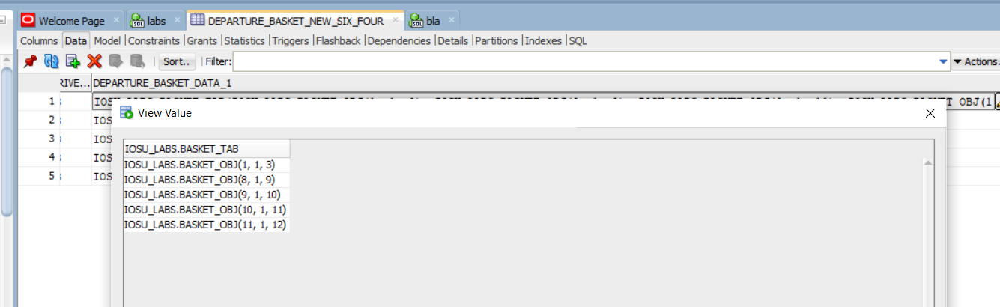 Welcome Page × labs × DEPARTURE_BASKET_NEW_SIX_FOUR × bla ×
Columns Data Model Constraints Grants Statistics Triggers Flashback Dependencies Details Partitions Indexes SQL
Sort.. Filter: Actions.
RIVE... DEPARTURE_BASKET_DATA_1
1 OBJ(1
View Value
2 IOS
3 IOS
4 IOS
5 IOS
IOSU_LABS.BASKET_TAB
IOSU_LABS.BASKET_OBJ(1, 1, 3)
IOSU_LABS.BASKET_OBJ(8, 1, 9)
IOSU_LABS.BASKET_OBJ(9, 1, 10)
IOSU_LABS.BASKET_OBJ(10, 1, 11)
IOSU_LABS.BASKET_OBJ(11, 1, 12)